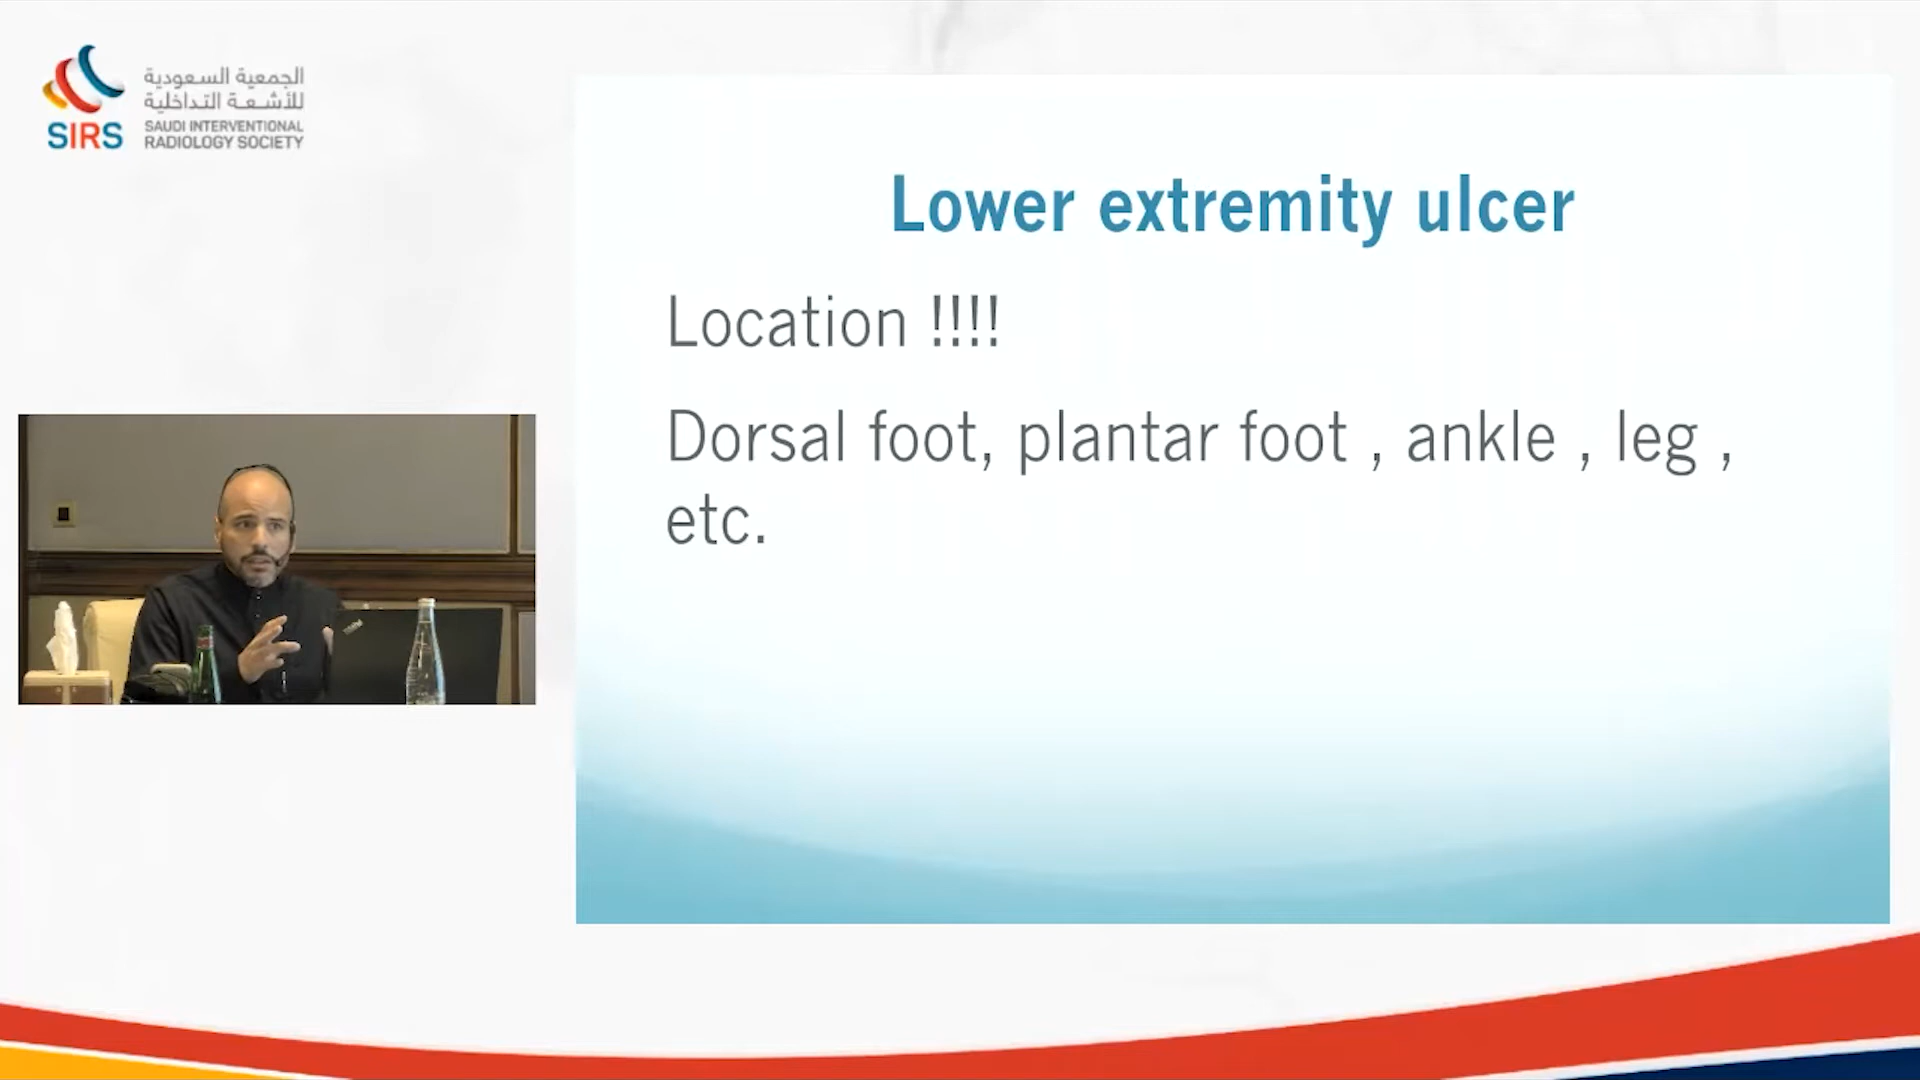 الجمعية السعودية
للأشعة التداخلية
SIRS
SAUDI INTERVENTIONAL
RADIOLOGY SOCIETY
Lower extremity ulcer
Location !!!!
Dorsal foot, plantar foot , ankle , leg ,
etc.